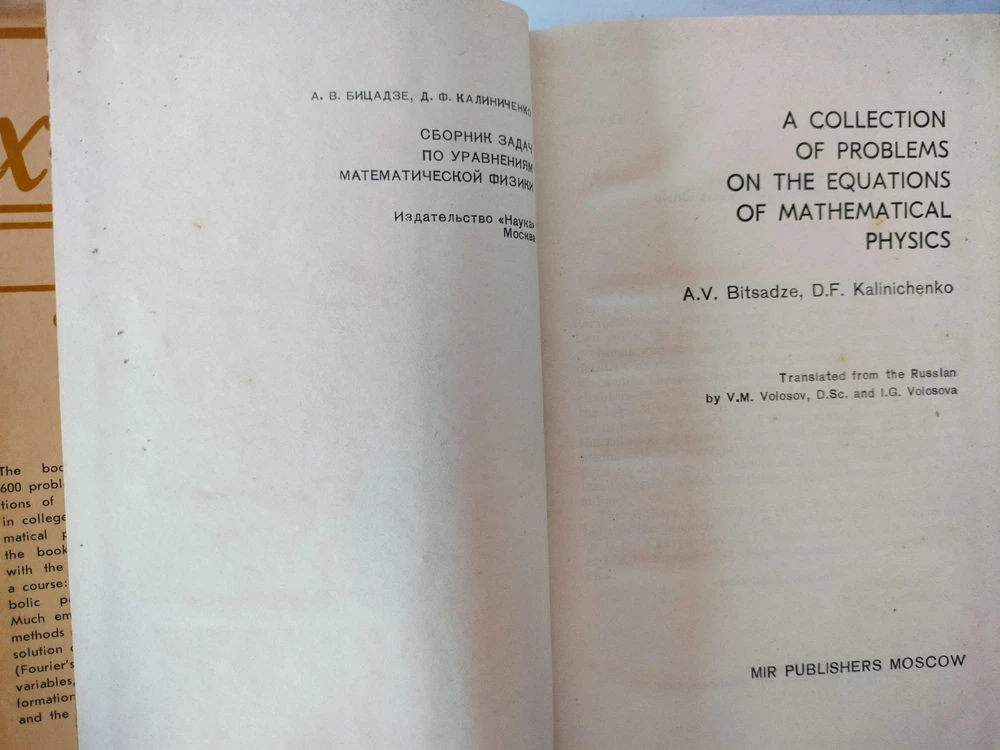 The
600
tions of
in college
matical
the book
with the
a course:
bolic
Much
methods
solution
(Fourier's
variables,
and the
А. В. БИЦАДЗЕ, Д. Ф. КАЛИНИЧЕНКО
СБОРНИК ЗАДАЧ
ПО УРАВНЕНИЯМ
МАТЕМАТИЧЕСКОЙ ФИЗИКИ
Издательство «Наука»
Москва
A COLLECTION
OF PROBLEMS
ON THE EQUATIONS
OF MATHEMATICAL
PHYSICS
A.V. Bitsadze, D.F. Kalinichenko
Translated from the Russian
by V.M. Volosov, D.Sc. and I.G. Volosova
MIR PUBLISHERS MOSCOW